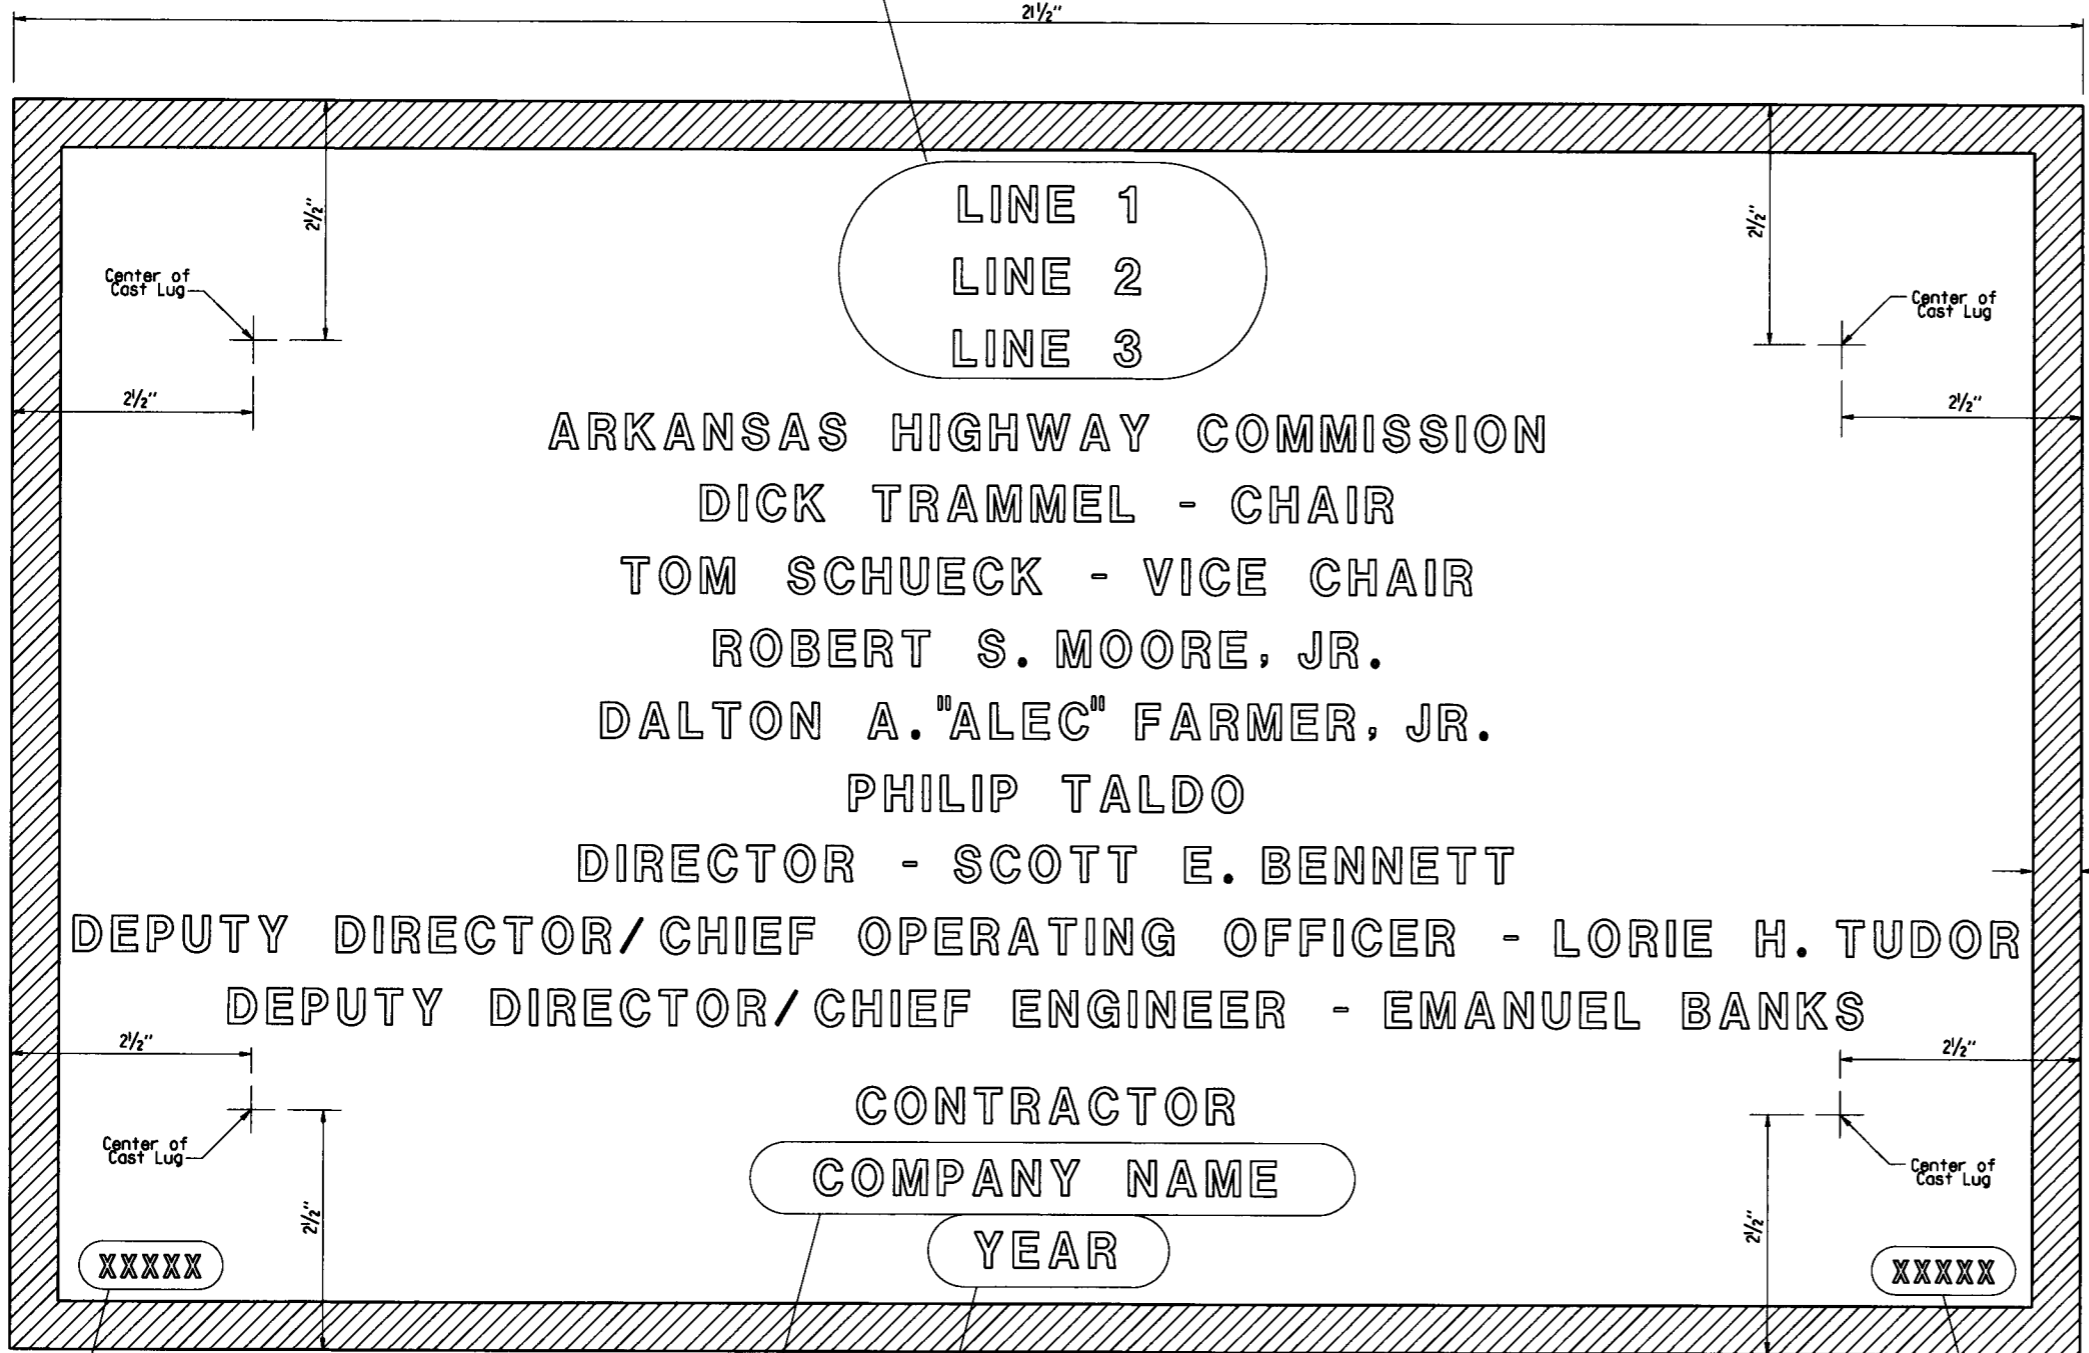 21½"
2½"
2½"
Center of
Cast Lug
Center of
Cast Lug
2½"
2½"
LINE 1
LINE 2
LINE 3
ARKANSAS HIGHWAY COMMISSION
DICK TRAMMEL - CHAIR
TOM SCHUECK - VICE CHAIR
ROBERT S. MOORE, JR.
DALTON A. "ALEC" FARMER, JR.
PHILIP TALDO
DIRECTOR - SCOTT E. BENNETT
DEPUTY DIRECTOR/CHIEF OPERATING OFFICER - LORIE H. TUDOR
DEPUTY DIRECTOR/CHIEF ENGINEER - EMANUEL BANKS
2½"
2½"
CONTRACTOR
Center of
Cast Lug
Center of
Cast Lug
COMPANY NAME
2½"
2½"
YEAR
XXXXX
XXXXX